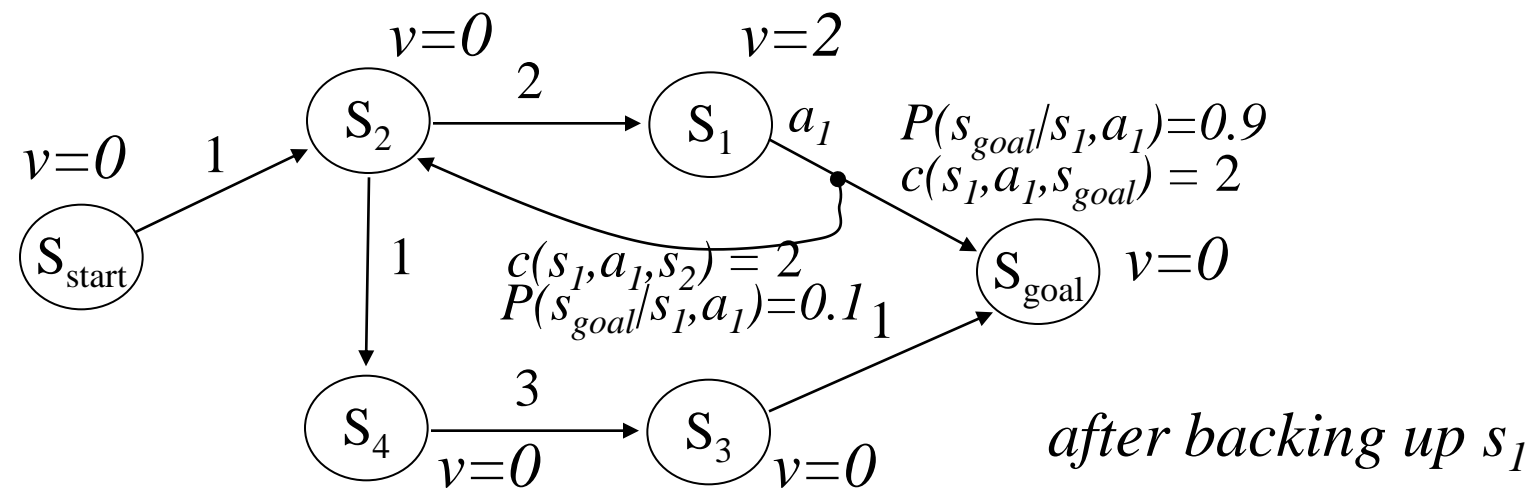 v=0
v=2
2
S2
S1
a1
P(sgoal/s1,a1)=0.9
c(s1,a1,sgoal) = 2
v=0
1
Sstart
1
c(s1,a1,s2) = 2
P(sgoal/s1,a1)=0.1
1
Sgoal
v=0
3
S4
v=0
S3
v=0
after backing up s1